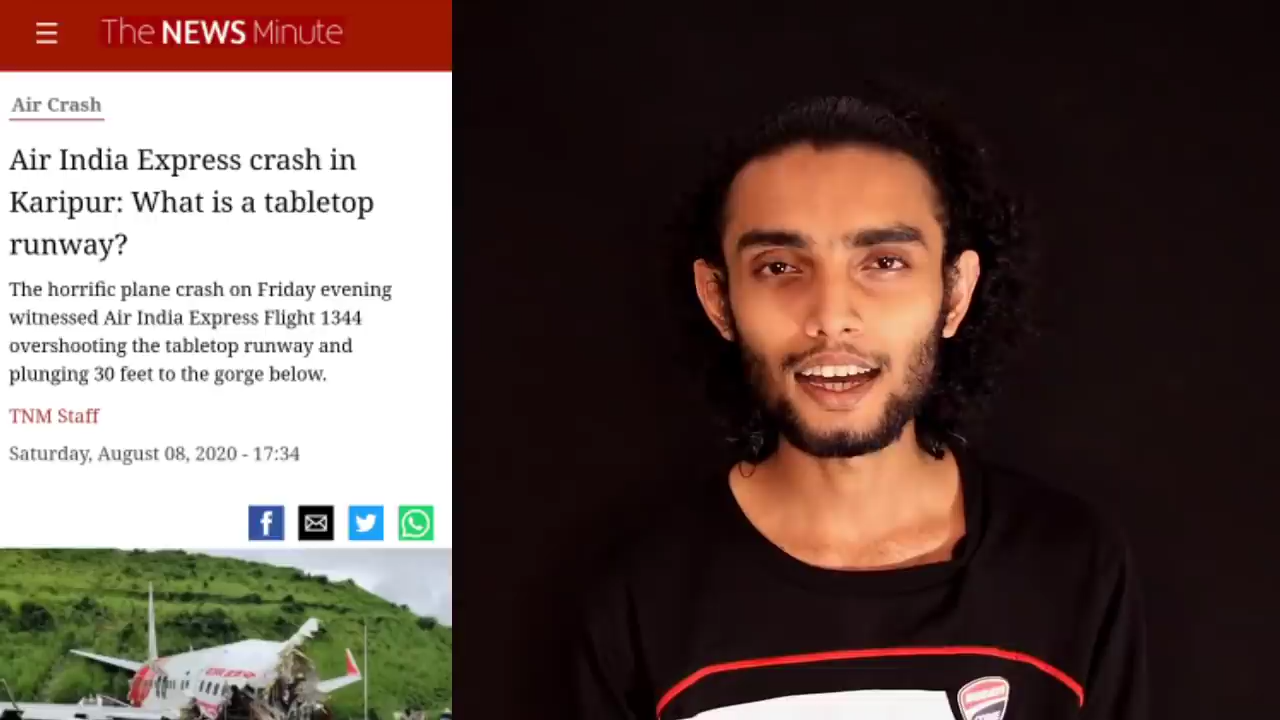 The NEWS Minute
Air Crash
Air India Express crash in
Karipur: What is a tabletop
runway?
The horrific plane crash on Friday evening
witnessed Air India Express Flight 1344
overshooting the tabletop runway and
plunging 30 feet to the gorge below.
TNM Staff
Saturday, August 08, 2020 - 17:34
DUCATI